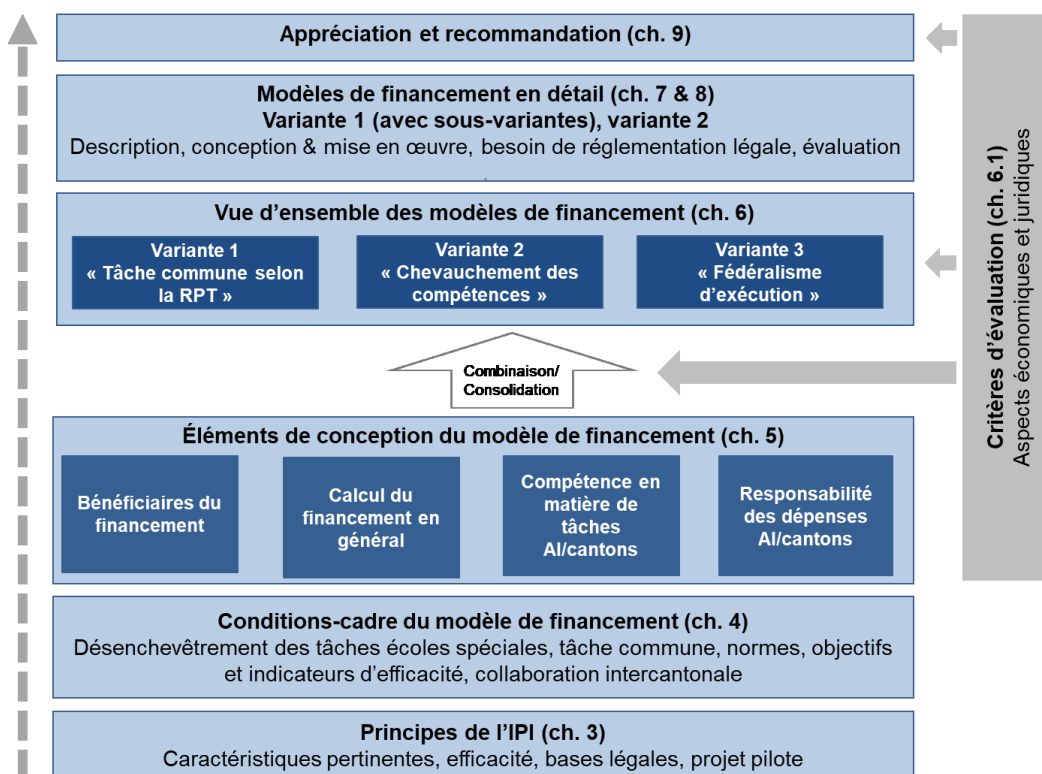 Appréciation et recommandation (ch. 9)
Modèles de financement en détail (ch. 7 & 8)
Variante 1 (avec sous-variantes), variante 2
Description, conception & mise en œuvre, besoin de réglementation légale, évaluation
.
Vue d'ensemble des modèles de financement (ch. 6)
Variante 1
« Tâche commune selon
la RPT »
Variante 2
« Chevauchement des
compétences »
Variante 3
« Fédéralisme
d'exécution »
Combinaison/
Consolidation
Éléments de conception du modèle de financement (ch. 5)
Bénéficiaires du
financement
Calcul du
financement en
général
Compétence en
matière de
tâches
AI/cantons
Responsabilité
des dépenses
AI/cantons
Conditions-cadre du modèle de financement (ch. 4)
Désenchevêtrement des tâches écoles spéciales, tâche commune, normes, objectifs
et indicateurs d'efficacité, collaboration intercantonale
Principes de l'IPI (ch. 3)
Caractéristiques pertinentes, efficacité, bases légales, projet pilote
Critères d'évaluation (ch. 6.1)
Aspects économiques et juridiques